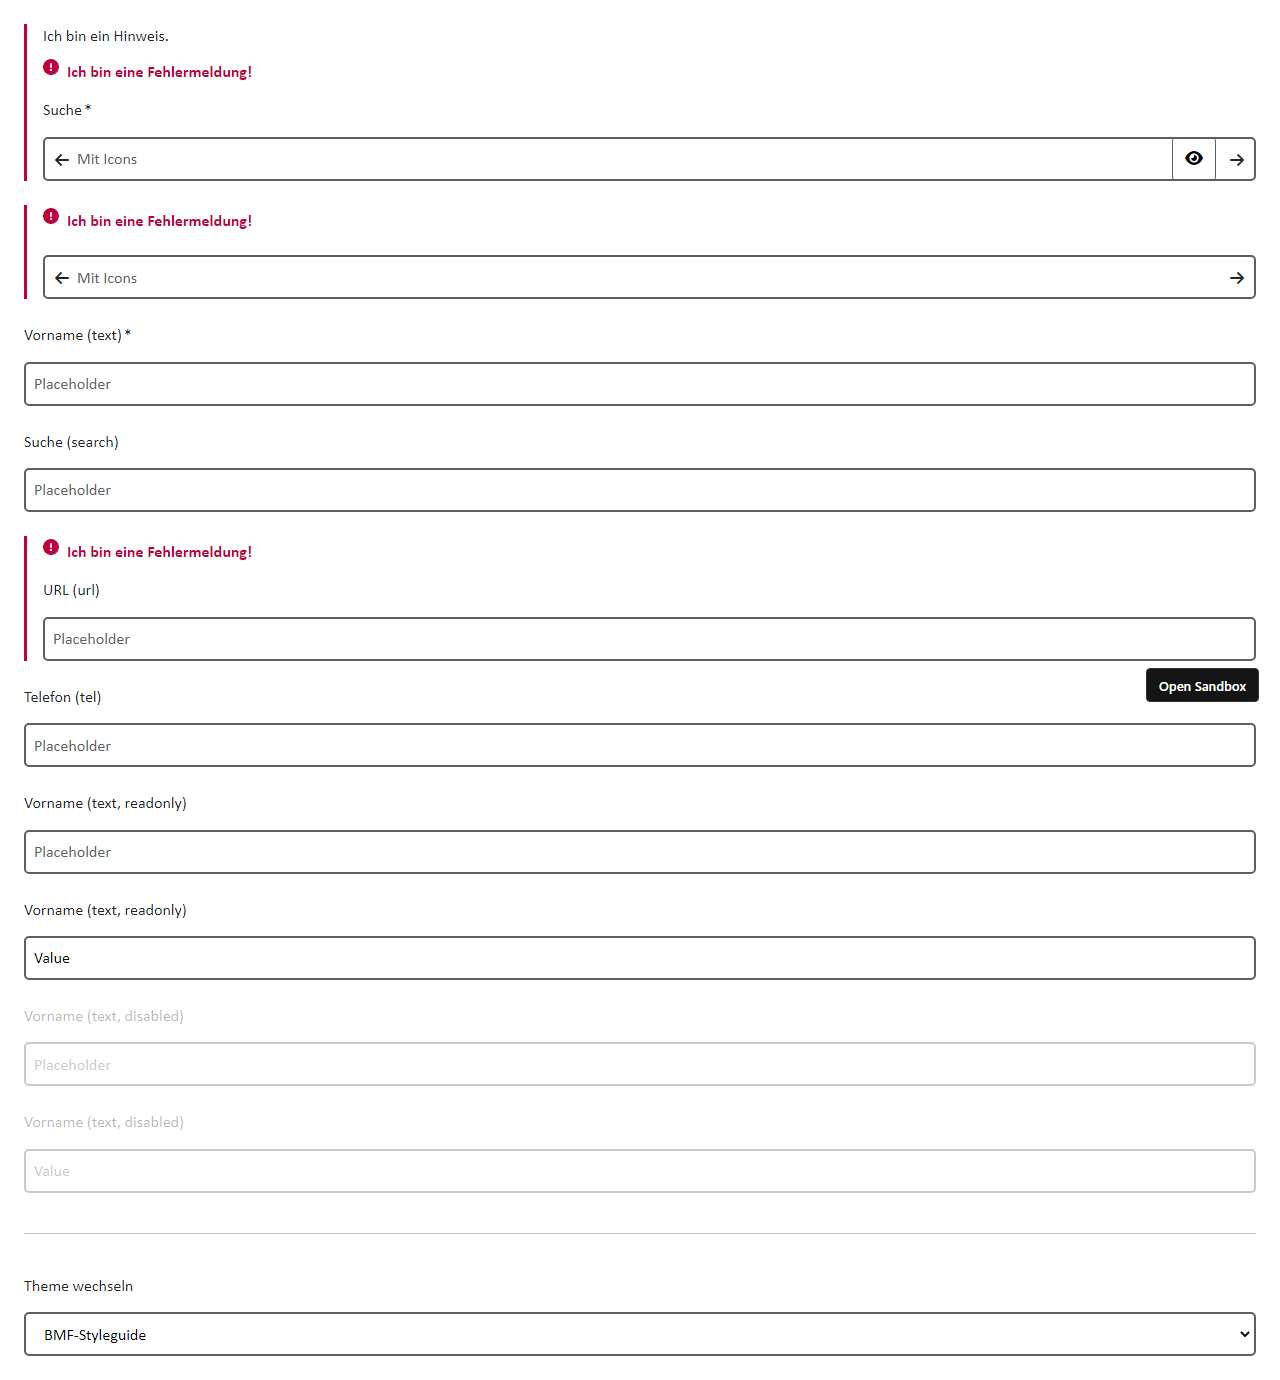 Ich bin ein Hinweis.
Ich bin eine Fehlermeldung!
Suche*
Mit Icons
Ich bin eine Fehlermeldung!
Mit Icons
Vorname (text)*
Placeholder
Suche (search)
Placeholder
Ich bin eine Fehlermeldung!
URL (url)
Placeholder
Open Sandbox
Telefon (tel)
Placeholder
Vorname (text, readonly)
Placeholder
Vorname (text, readonly)
Value
Vorname (text, disabled)
Placeholder
Vorname (text, disabled)
Value
Theme wechseln
BMF-Styleguide